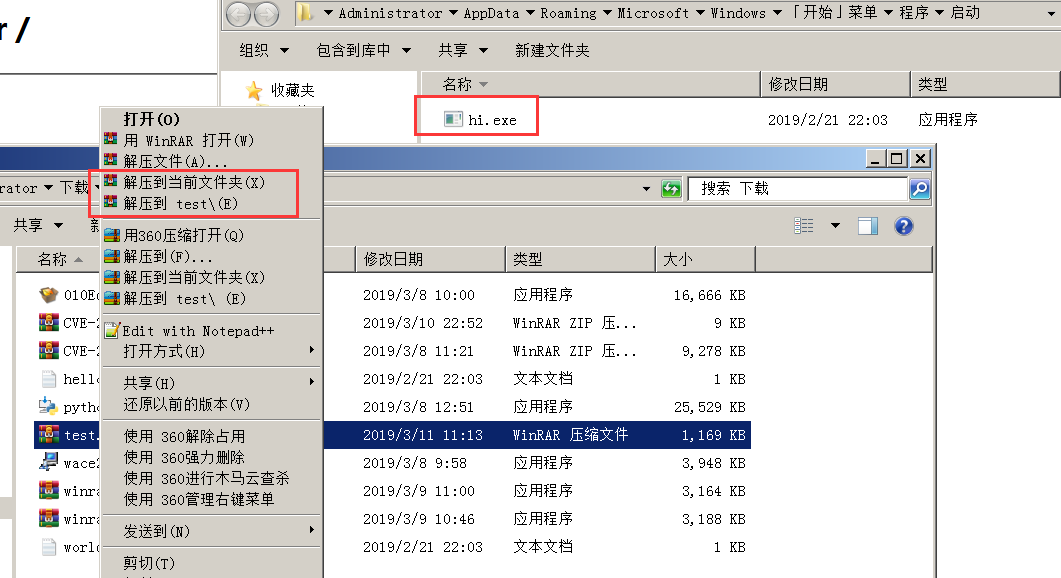 r /
Administrator AppData Roaming Microsoft Windows 「开始」菜单 程序 启动
组织 包含到库中 共享 新建文件夹
收藏夹
名称 修改日期 类型
hi.exe 2019/2/21 22:03 应用程序
打开(O)
用 WinRAR 打开(W)
解压文件(A)...
解压到当前文件夹(X)
解压到 test\(E)
用360压缩打开(Q)
解压到(F)...
解压到当前文件夹(X)
解压到 test\ (E)
Edit with Notepad++
打开方式(H)
共享(H)
还原以前的版本(V)
使用 360解除占用
使用 360强力删除
使用 360进行木马云查杀
使用 360管理右键菜单
发送到(N)
剪切(T)
rator 下载
搜索 下载
共享
名称 修改日期 类型 大小
010Ed 2019/3/8 10:00 应用程序 16,666 KB
CVE-2 2019/3/10 22:52 WinRAR ZIP 压... 9 KB
CVE-2 2019/3/8 11:21 WinRAR ZIP 压... 9,278 KB
hello 2019/2/21 22:03 文本文档 1 KB
pytho 2019/3/8 12:51 应用程序 25,529 KB
test. 2019/3/11 11:13 WinRAR 压缩文件 1,169 KB
wace2 2019/3/8 9:58 应用程序 3,948 KB
winra 2019/3/9 11:00 应用程序 3,164 KB
winra 2019/3/9 10:46 应用程序 3,188 KB
world 2019/2/21 22:03 文本文档 1 KB